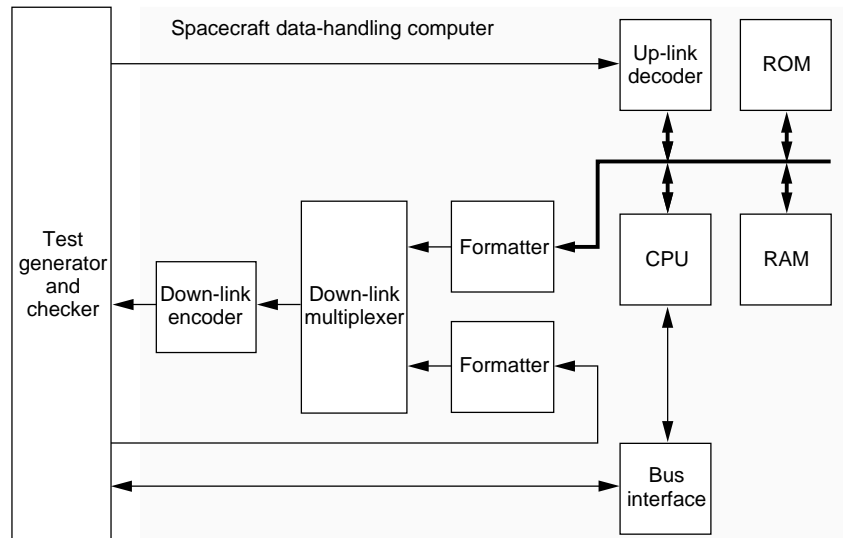 Spacecraft data-handling computer
Up-link
decoder
ROM
Test
generator
and
checker
Down-link
encoder
Down-link
multiplexer
Formatter
CPU
RAM
Formatter
Bus
interface